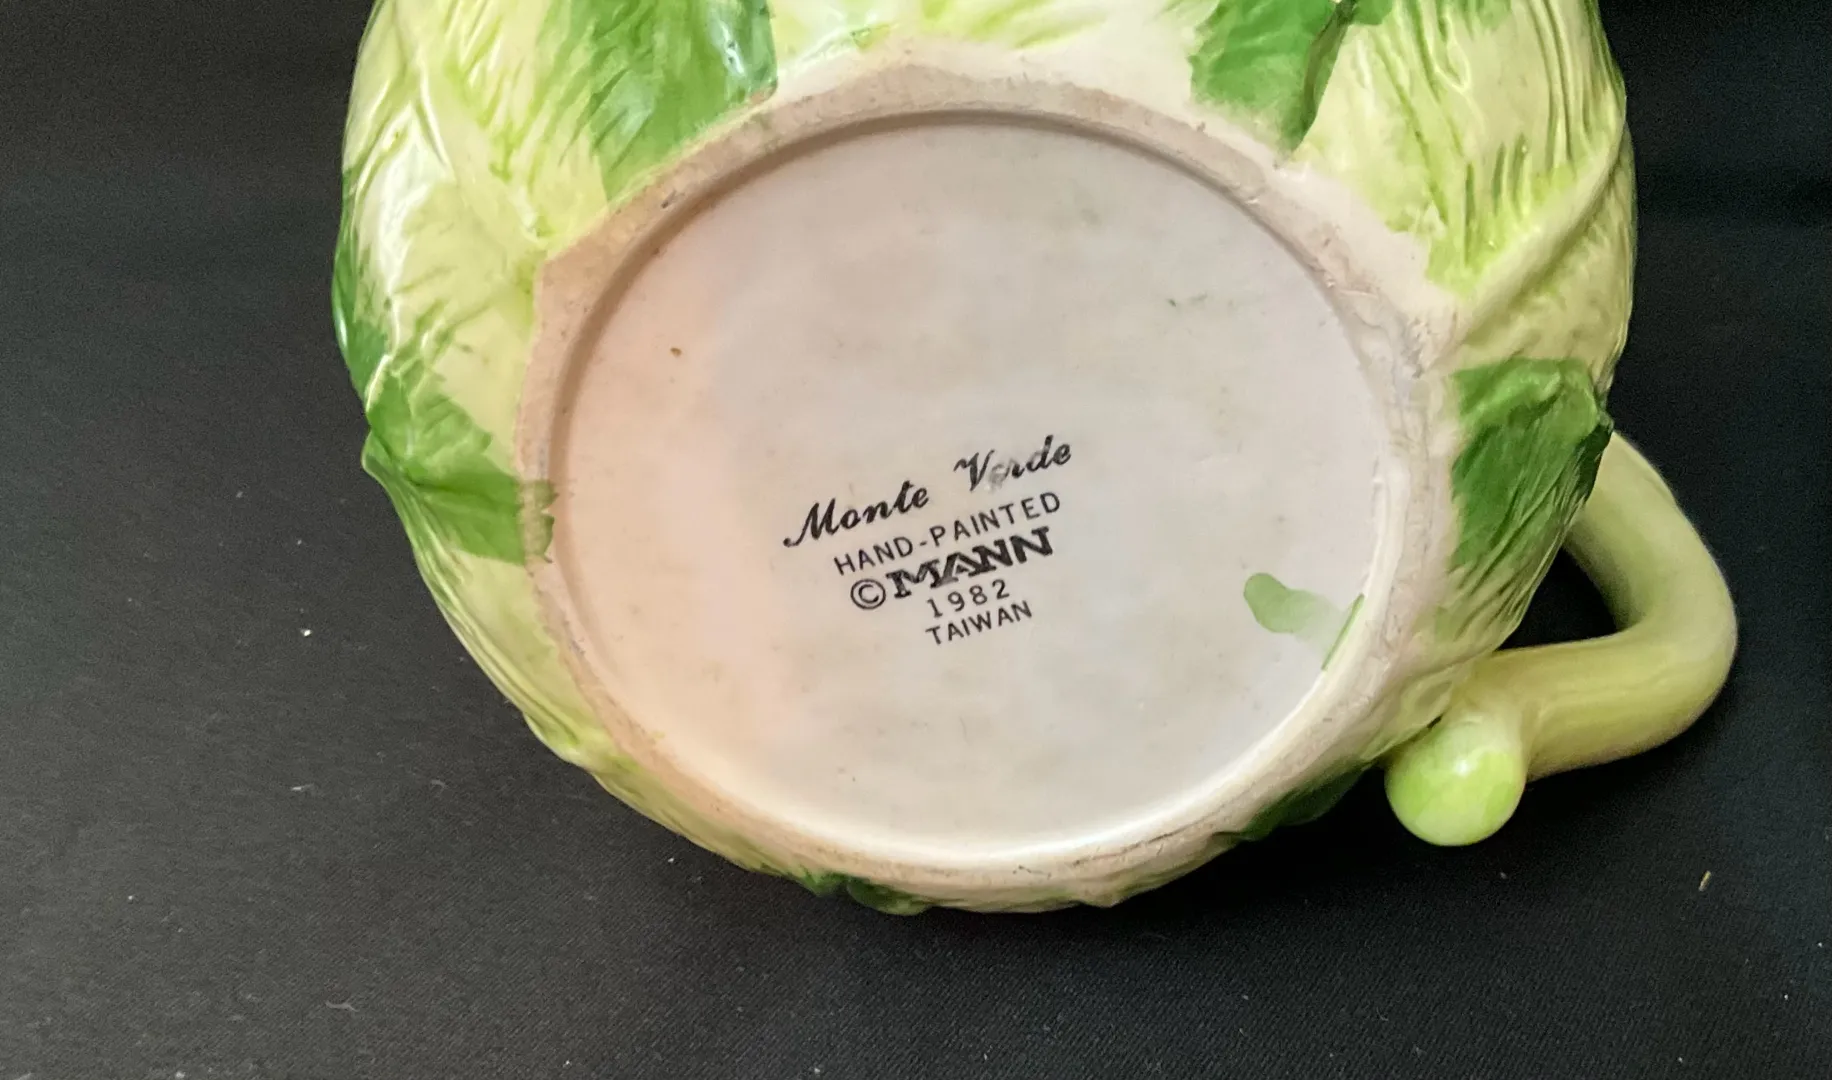 Monte Verde
HAND-PAINTED
©MANN
1982
TAIWAN